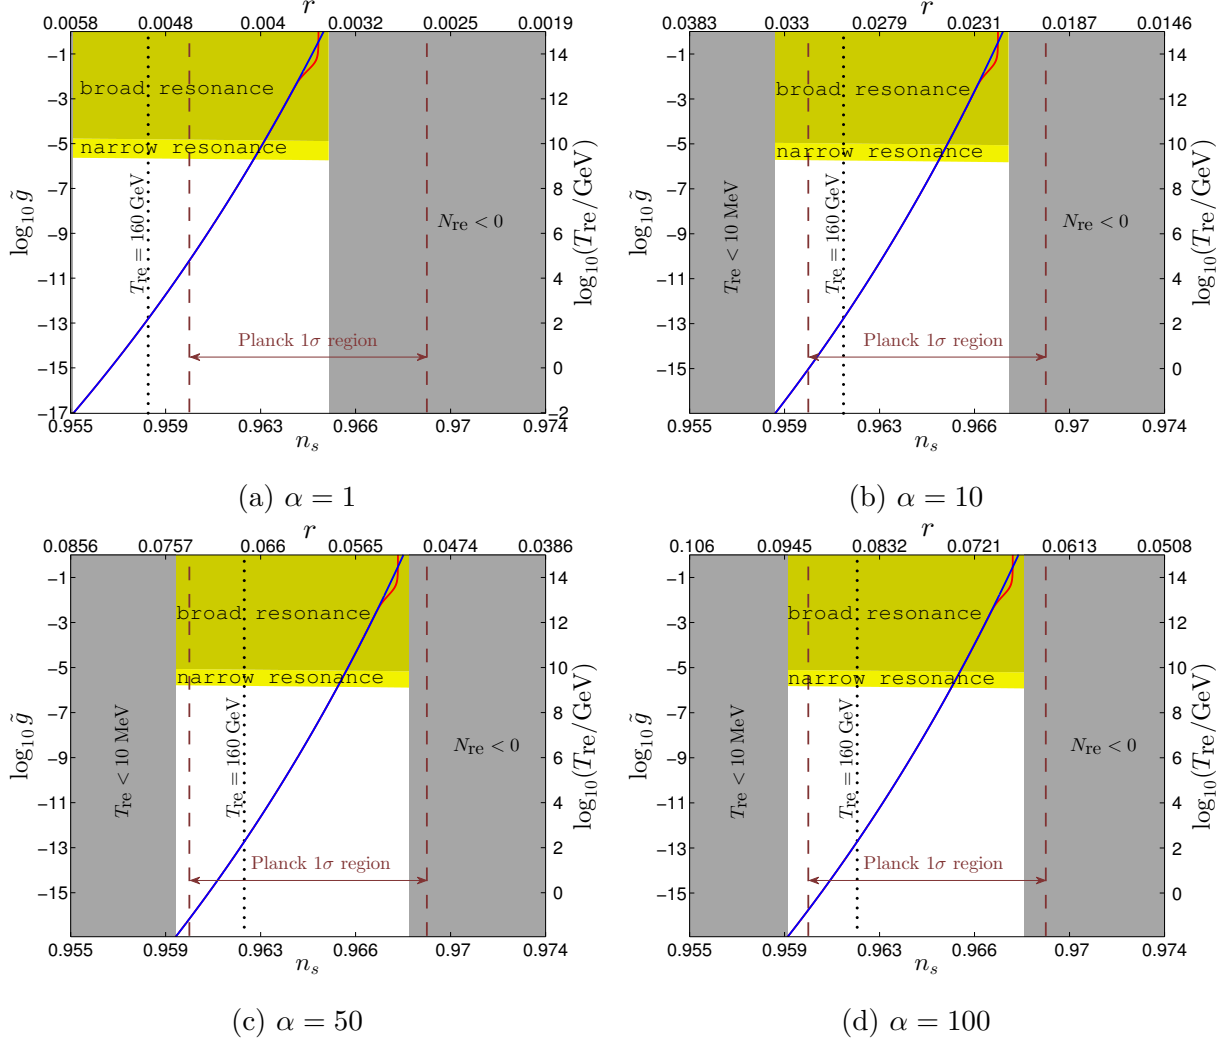 r
0.0058 0.0048 0.004 0.0032 0.0025 0.0019
−1 −3 −5 −7 −9 −11 −13 −15 −17
log₁₀ g̃
broad resonance
narrow resonance
T_re = 160 GeV
N_re < 0
Planck 1σ region
14 12 10 8 6 4 2 0 −2
log₁₀(T_re/GeV)
0.955 0.959 0.963 0.966 0.97 0.974
n_s
(a) α = 1
r
0.0383 0.033 0.0279 0.0231 0.0187 0.0146
−1 −3 −5 −7 −9 −11 −13 −15
log₁₀ g̃
broad resonance
narrow resonance
T_re < 10 MeV
T_re = 160 GeV
N_re < 0
Planck 1σ region
14 12 10 8 6 4 2 0
log₁₀(T_re/GeV)
0.955 0.959 0.963 0.966 0.97 0.974
n_s
(b) α = 10
r
0.0856 0.0757 0.066 0.0565 0.0474 0.0386
−1 −3 −5 −7 −9 −11 −13 −15
log₁₀ g̃
broad resonance
narrow resonance
T_re < 10 MeV
T_re = 160 GeV
N_re < 0
Planck 1σ region
14 12 10 8 6 4 2 0
log₁₀(T_re/GeV)
0.955 0.959 0.963 0.966 0.97 0.974
n_s
(c) α = 50
r
0.106 0.0945 0.0832 0.0721 0.0613 0.0508
−1 −3 −5 −7 −9 −11 −13 −15
log₁₀ g̃
broad resonance
narrow resonance
T_re < 10 MeV
T_re = 160 GeV
N_re < 0
Planck 1σ region
14 12 10 8 6 4 2 0
log₁₀(T_re/GeV)
0.955 0.959 0.963 0.966 0.97 0.974
n_s
(d) α = 100